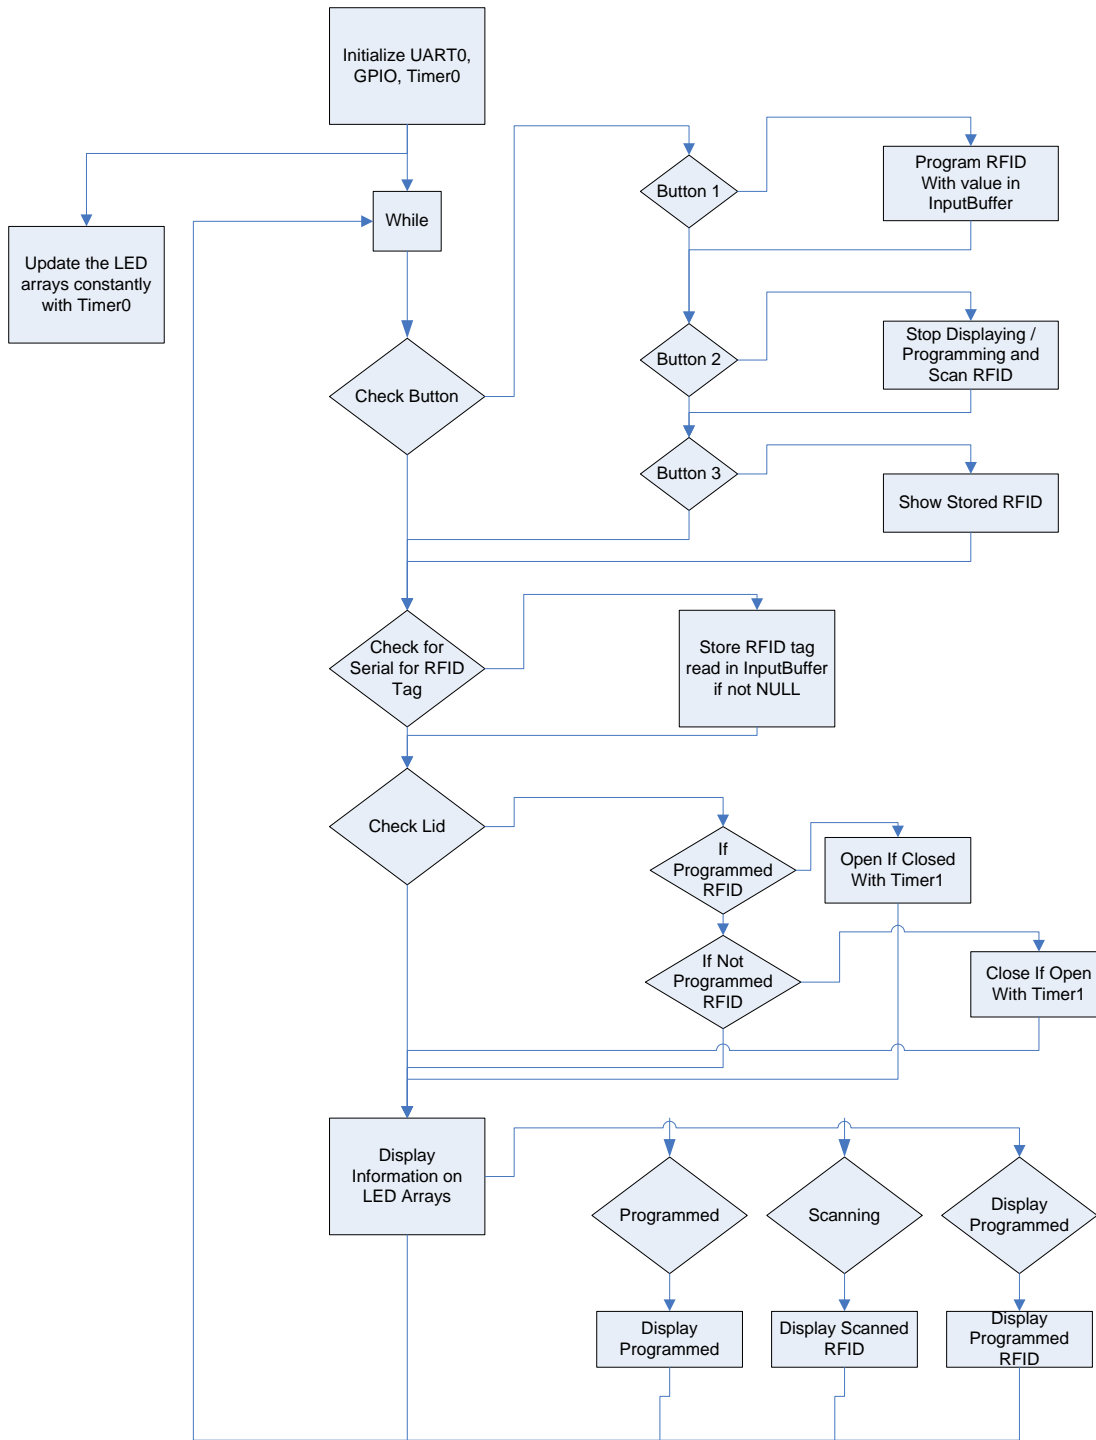 Initialize UART0,
GPIO, Timer0
Update the LED
arrays constantly
with Timer0
While
Check Button
Button 1
Program RFID
With value in
InputBuffer
Button 2
Stop Displaying /
Programming and
Scan RFID
Button 3
Show Stored RFID
Check for
Serial for RFID
Tag
Store RFID tag
read in InputBuffer
if not NULL
Check Lid
If
Programmed
RFID
Open If Closed
With Timer1
If Not
Programmed
RFID
Close If Open
With Timer1
Display
Information on
LED Arrays
Programmed
Scanning
Display
Programmed
Display
Programmed
Display Scanned
RFID
Display
Programmed
RFID